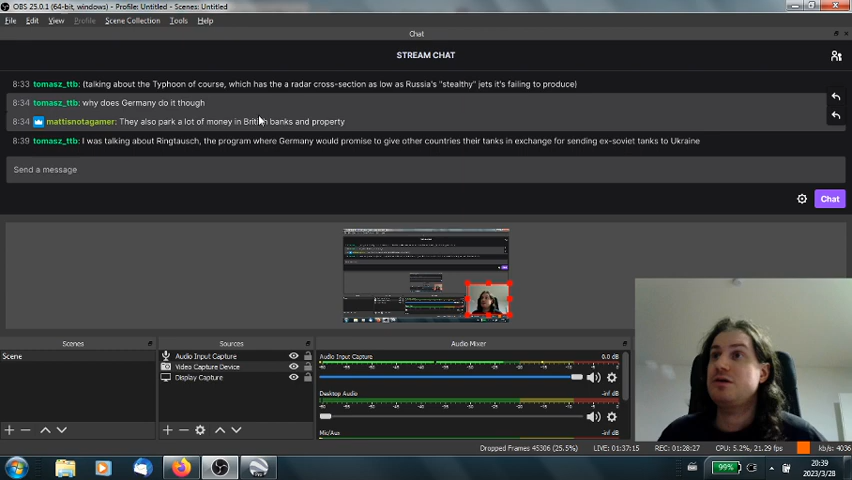 OBS 25.0.1 (64-bit, windows) - Profile: Untitled - Scenes: Untitled
File Edit View Profile Scene Collection Tools Help
Chat
STREAM CHAT
8:33 tomasz_ttb: (talking about the Typhoon of course, which has the a radar cross-section as low as Russia's "stealthy" jets it's failing to produce)
8:34 tomasz_ttb: why does Germany do it though
8:34 mattisnotagamer: They also park a lot of money in British banks and property
8:39 tomasz_ttb: I was talking about Ringtausch, the program where Germany would promise to give other countries their tanks in exchange for sending ex-soviet tanks to Ukraine
Send a message
Chat
Scenes Sources Audio Mixer
Scene
Audio Input Capture
Video Capture Device
Display Capture
Audio Input Capture 0.0 dB
Desktop Audio -inf dB
Mic/Aux -inf dB
Dropped Frames 45306 (25.5%) LIVE: 01:37:15 REC: 01:28:27 CPU: 5.2%, 21.29 fps kb/s: 4036
99%
20:39
2023/3/28